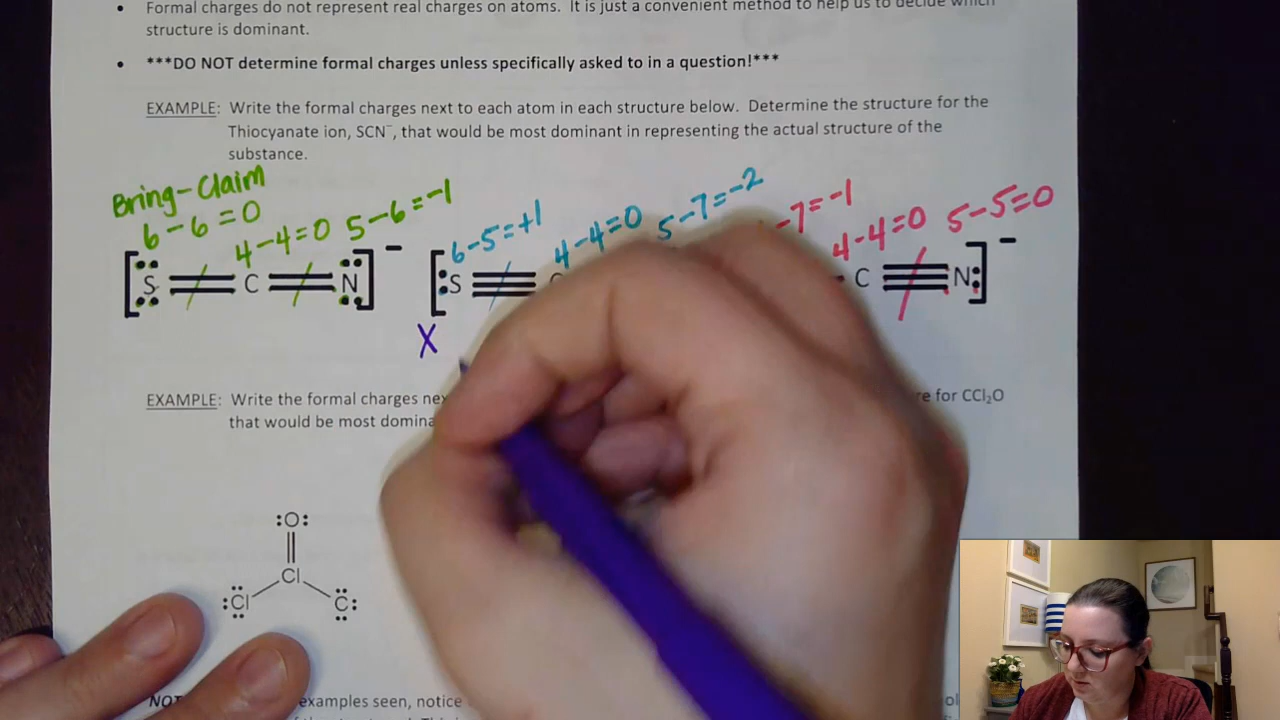 • Formal charges do not represent real charges on atoms. It is just a convenient method to help us to decide which
structure is dominant.
• ***DO NOT determine formal charges unless specifically asked to in a question!***
EXAMPLE: Write the formal charges next to each atom in each structure below. Determine the structure for the
Thiocyanate ion, SCN⁻, that would be most dominant in representing the actual structure of the
substance.
Bring-Claim
6-6=0 4-4=0 5-6=-1 6-5=+1 4-4=0 5-7=-2 -7=-1 4-4=0 5-5=0
[S C N]⁻ [:S C N:]⁻
X
EXAMPLE: Write the formal charges re for CCl₂O
that would be most
:O:
Cl
:Cl C:
examples seen, notice